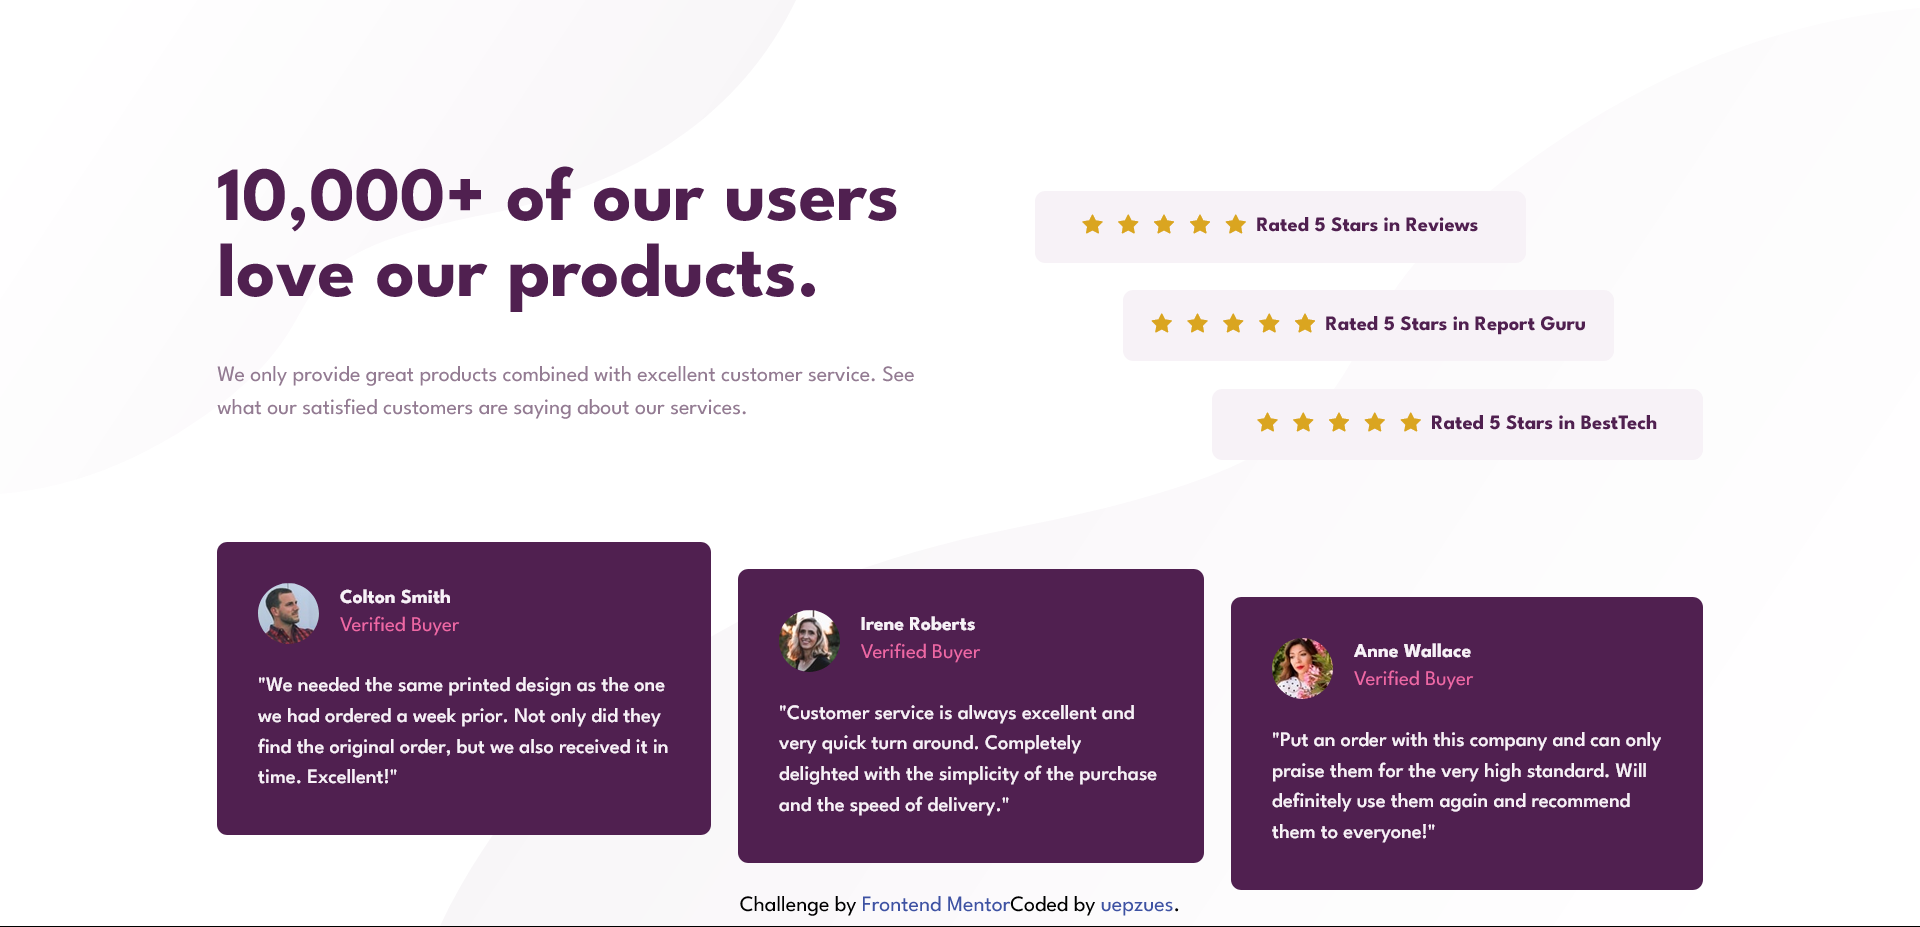 10,000+ of our users
love our products.
We only provide great products combined with excellent customer service. See
what our satisfied customers are saying about our services.
Rated 5 Stars in Reviews
Rated 5 Stars in Report Guru
Rated 5 Stars in BestTech
Colton Smith
Verified Buyer
"We needed the same printed design as the one
we had ordered a week prior. Not only did they
find the original order, but we also received it in
time. Excellent!"
Irene Roberts
Verified Buyer
"Customer service is always excellent and
very quick turn around. Completely
delighted with the simplicity of the purchase
and the speed of delivery."
Anne Wallace
Verified Buyer
"Put an order with this company and can only
praise them for the very high standard. Will
definitely use them again and recommend
them to everyone!"
Challenge by Frontend MentorCoded by uepzues.